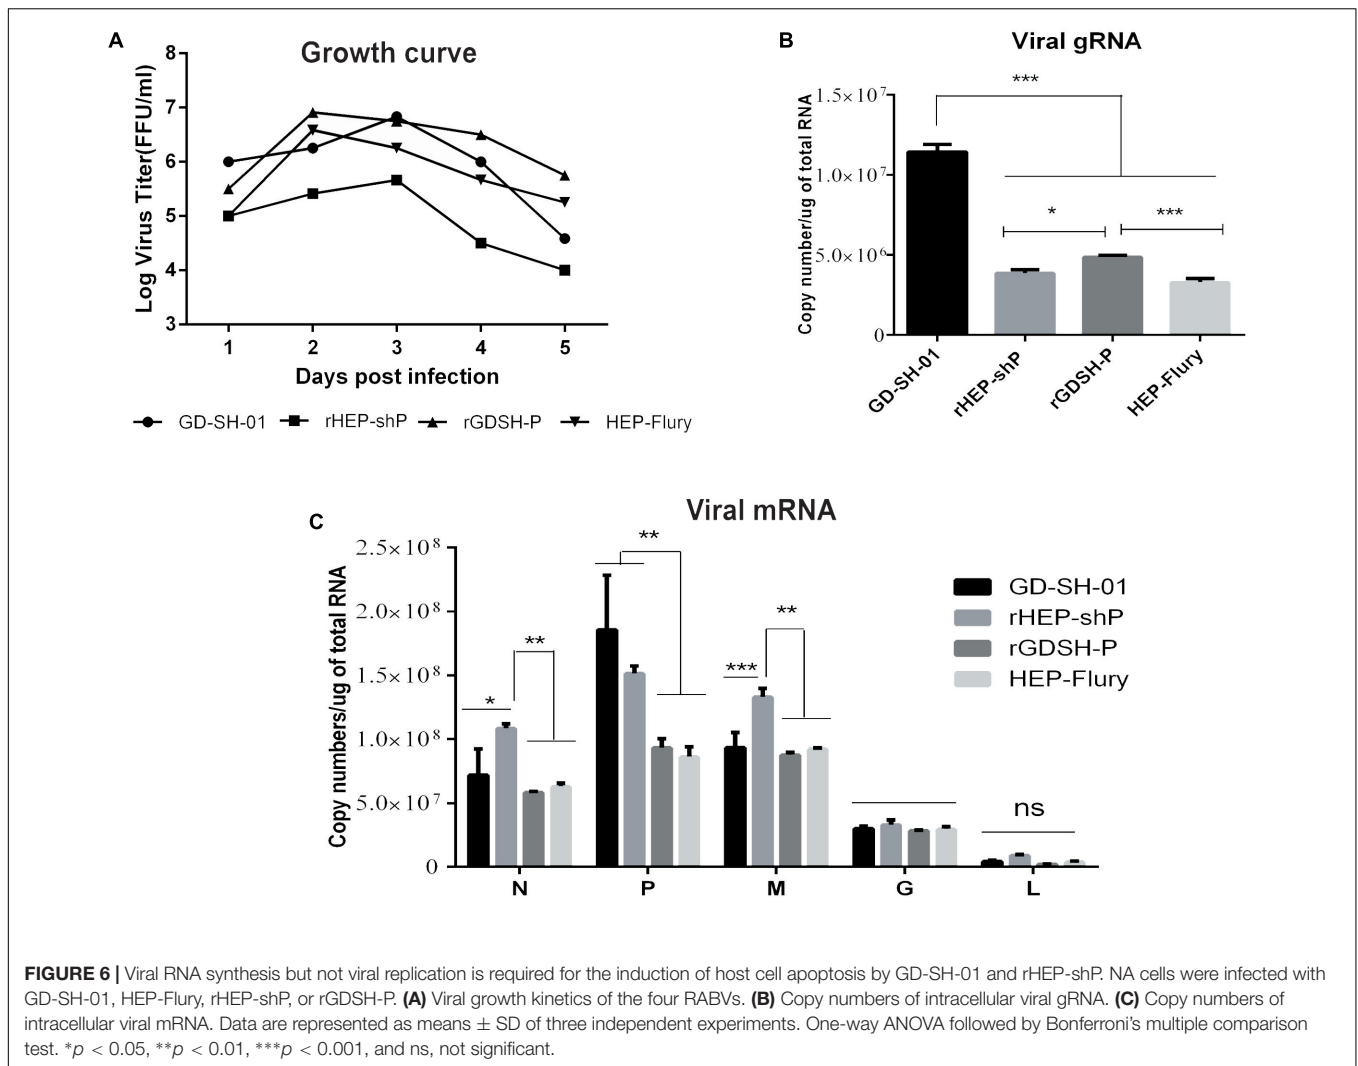 A
Growth curve
Log Virus Titer(FFU/ml)
8
7
6
5
4
3
1 2 3 4 5
Days post infection
GD-SH-01 rHEP-shP rGDSH-P HEP-Flury
B
Viral gRNA
Copy number/ug of total RNA
1.5×10⁷
1.0×10⁷
5.0×10⁶
0
***
* ***
GD-SH-01 rHEP-shP rGDSH-P HEP-Flury
C
Viral mRNA
Copy numbers/ug of total RNA
2.5×10⁸
2.0×10⁸
1.5×10⁸
1.0×10⁸
5.0×10⁷
0
* ** ** *** ** ns
N P M G L
GD-SH-01
rHEP-shP
rGDSH-P
HEP-Flury
FIGURE 6 | Viral RNA synthesis but not viral replication is required for the induction of host cell apoptosis by GD-SH-01 and rHEP-shP. NA cells were infected with
GD-SH-01, HEP-Flury, rHEP-shP, or rGDSH-P. (A) Viral growth kinetics of the four RABVs. (B) Copy numbers of intracellular viral gRNA. (C) Copy numbers of
intracellular viral mRNA. Data are represented as means ± SD of three independent experiments. One-way ANOVA followed by Bonferroni's multiple comparison
test. *p < 0.05, **p < 0.01, ***p < 0.001, and ns, not significant.